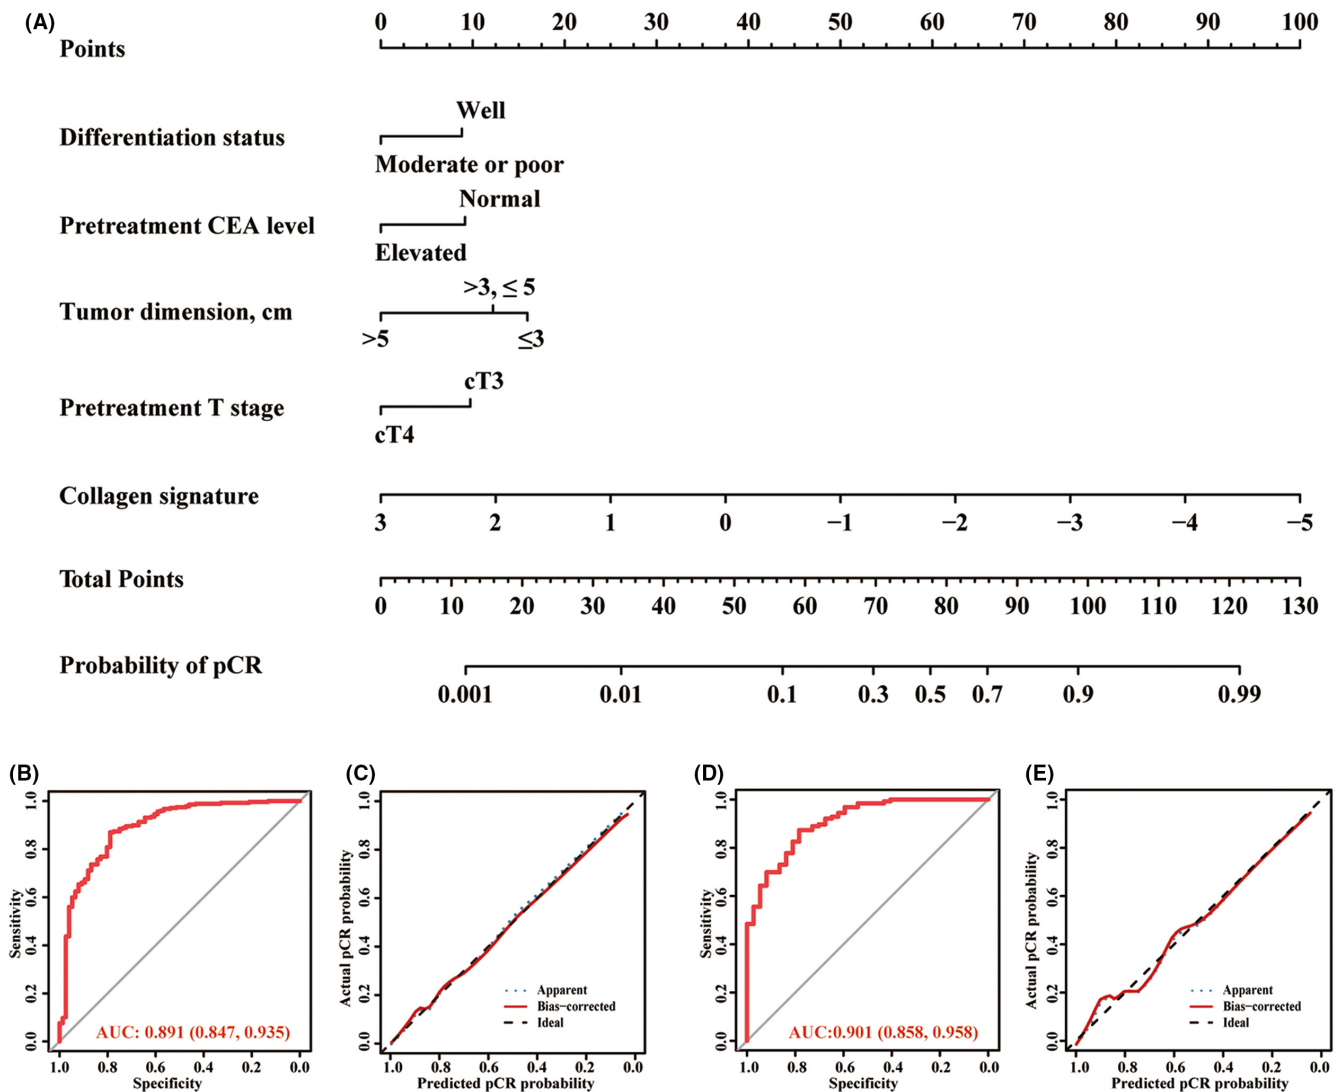 (A)
0 10 20 30 40 50 60 70 80 90 100
Points
Well
Differentiation status
Moderate or poor
Normal
Pretreatment CEA level
Elevated
>3, ≤ 5
Tumor dimension, cm
>5 ≤3
cT3
Pretreatment T stage
cT4
Collagen signature
3 2 1 0 −1 −2 −3 −4 −5
Total Points
0 10 20 30 40 50 60 70 80 90 100 110 120 130
Probability of pCR
0.001 0.01 0.1 0.3 0.5 0.7 0.9 0.99
(B)
Sensitivity
1.0
0.8
0.6
0.4
0.2
0.0
AUC: 0.891 (0.847, 0.935)
1.0 0.8 0.6 0.4 0.2 0.0
Specificity
(C)
Actual pCR probability
1.0
0.8
0.6
0.4
0.2
0.0
Apparent
Bias−corrected
Ideal
1.0 0.8 0.6 0.4 0.2 0.0
Predicted pCR probability
(D)
Sensitivity
1.0
0.8
0.6
0.4
0.2
0.0
AUC:0.901 (0.858, 0.958)
1.0 0.8 0.6 0.4 0.2 0.0
Specificity
(E)
Actual pCR probability
1.0
0.8
0.6
0.4
0.2
0.0
Apparent
Bias−corrected
Ideal
1.0 0.8 0.6 0.4 0.2 0.0
Predicted pCR probability